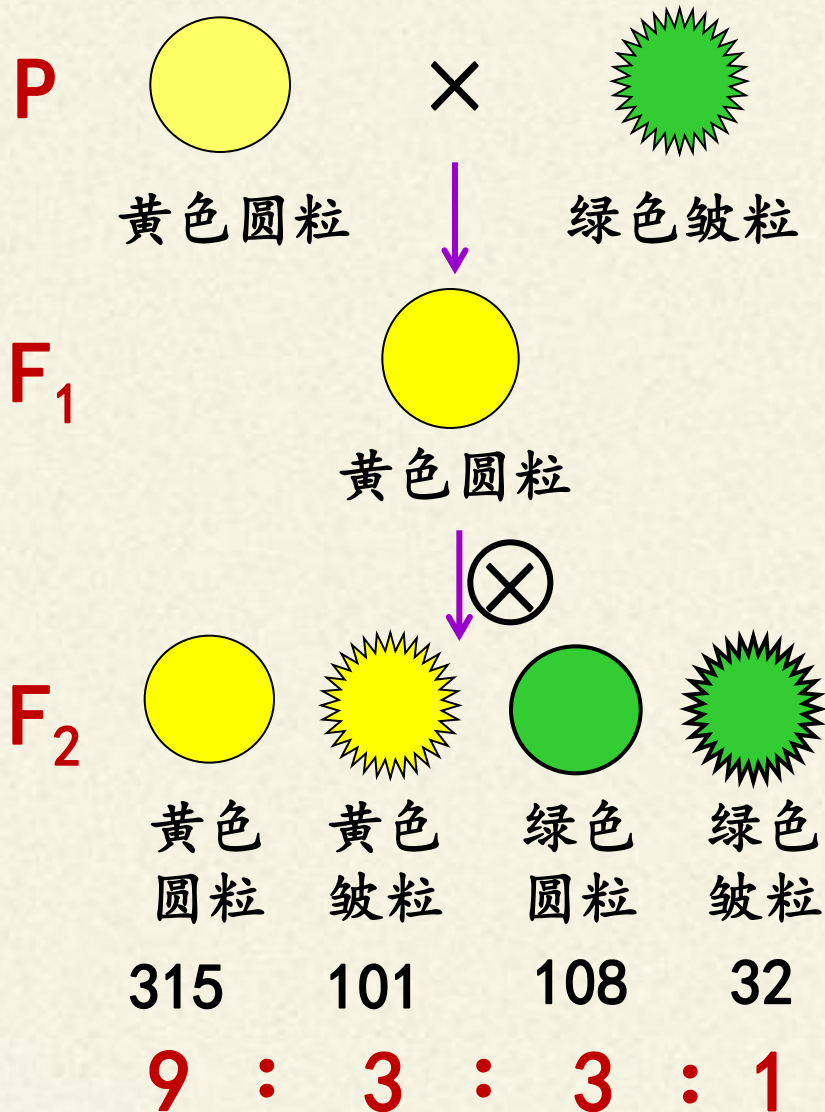 P ×
黄色圆粒 绿色皱粒
F₁
黄色圆粒
×
F₂
黄色 黄色 绿色 绿色
圆粒 皱粒 圆粒 皱粒
315 101 108 32
9 : 3 : 3 : 1